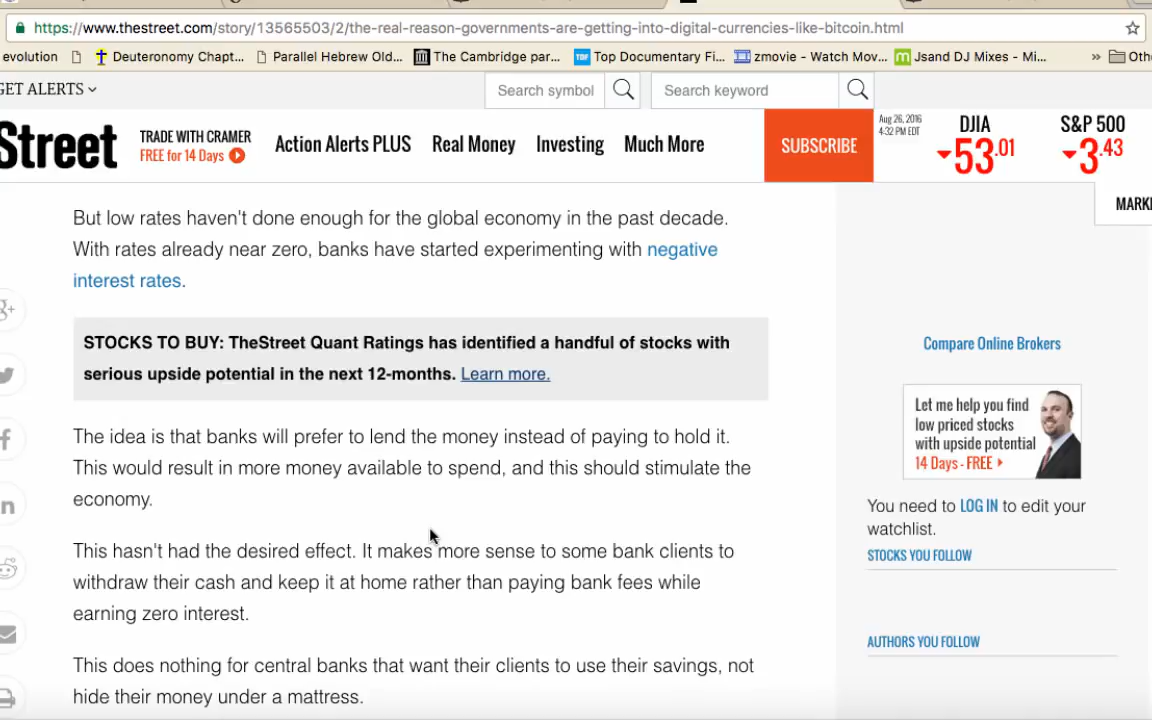 https://www.thestreet.com/story/13565503/2/the-real-reason-governments-are-getting-into-digital-currencies-like-bitcoin.html
evolution Deuteronomy Chapt... Parallel Hebrew Old... The Cambridge par... TDF Top Documentary Fi... zmovie - Watch Mov... Jsand DJ Mixes - Mi... » Oth
GET ALERTS Search symbol Search keyword
Street
TRADE WITH CRAMER
FREE for 14 Days
Action Alerts PLUS Real Money Investing Much More
SUBSCRIBE
Aug 26, 2016
4:32 PM EDT
DJIA
53.01
S&P 500
3.43
MARK
But low rates haven't done enough for the global economy in the past decade.
With rates already near zero, banks have started experimenting with negative
interest rates.
STOCKS TO BUY: TheStreet Quant Ratings has identified a handful of stocks with
serious upside potential in the next 12-months. Learn more.
The idea is that banks will prefer to lend the money instead of paying to hold it.
This would result in more money available to spend, and this should stimulate the
economy.
This hasn't had the desired effect. It makes more sense to some bank clients to
withdraw their cash and keep it at home rather than paying bank fees while
earning zero interest.
This does nothing for central banks that want their clients to use their savings, not
hide their money under a mattress.
Compare Online Brokers
Let me help you find
low priced stocks
with upside potential
14 Days - FREE
You need to LOG IN to edit your
watchlist.
STOCKS YOU FOLLOW
AUTHORS YOU FOLLOW